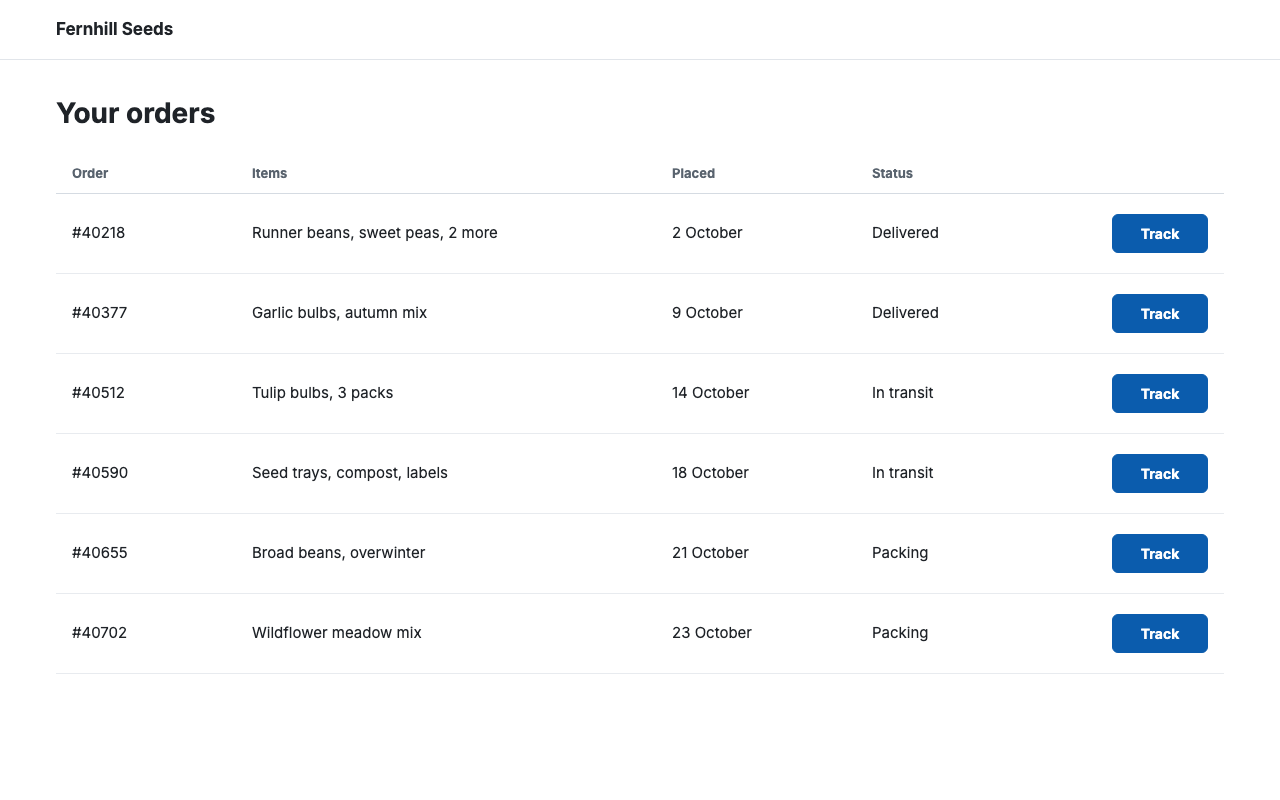 Fernhill Seeds
Your orders
Order Items Placed Status
#40218 Runner beans, sweet peas, 2 more 2 October Delivered Track
#40377 Garlic bulbs, autumn mix 9 October Delivered Track
#40512 Tulip bulbs, 3 packs 14 October In transit Track
#40590 Seed trays, compost, labels 18 October In transit Track
#40655 Broad beans, overwinter 21 October Packing Track
#40702 Wildflower meadow mix 23 October Packing Track